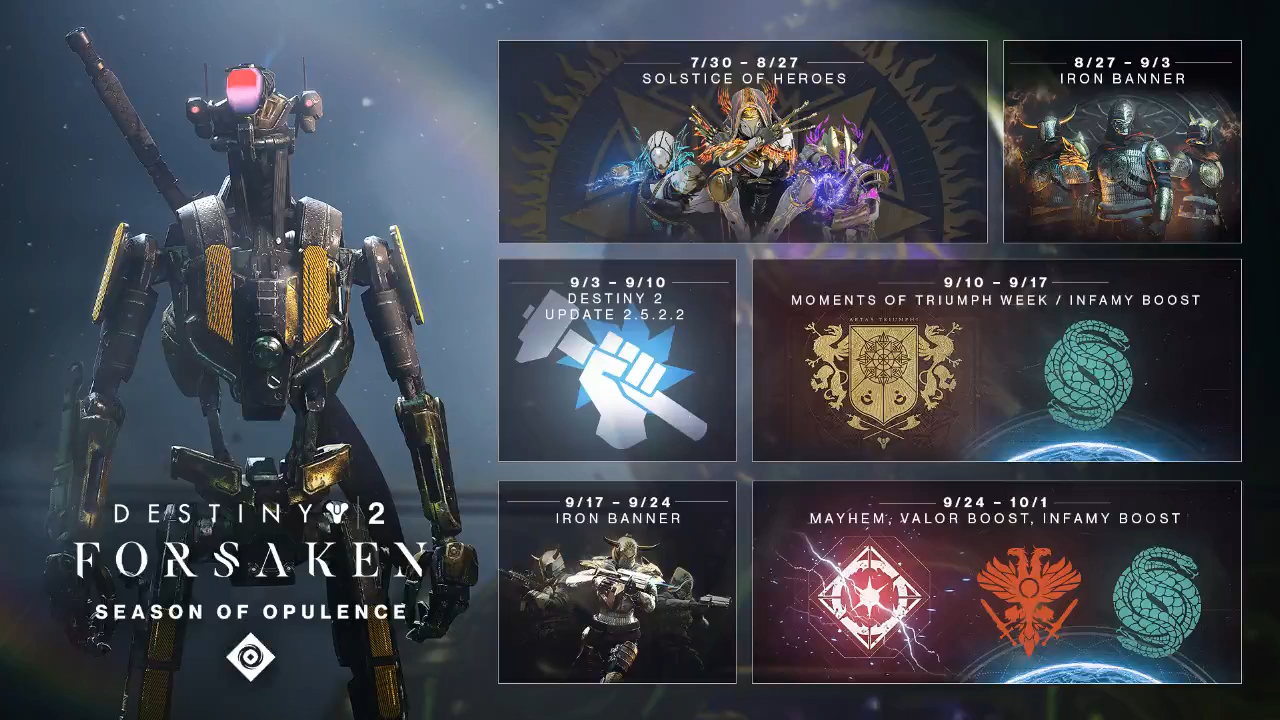 7/30 – 8/27
SOLSTICE OF HEROES
8/27 – 9/3
IRON BANNER
9/3 – 9/10
DESTINY 2
UPDATE 2.5.2.2
9/10 – 9/17
MOMENTS OF TRIUMPH WEEK / INFAMY BOOST
AETAS TRIUMPHI
9/17 – 9/24
IRON BANNER
9/24 – 10/1
MAYHEM, VALOR BOOST, INFAMY BOOST
DESTINY 2
FORSAKEN
SEASON OF OPULENCE